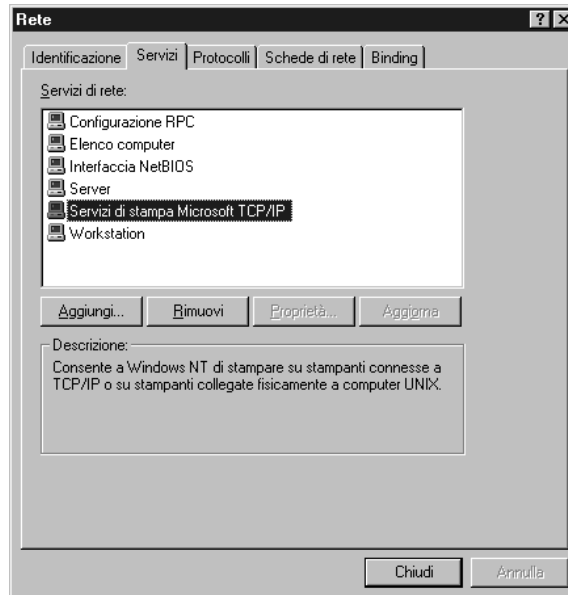 Rete
Identificazione Servizi Protocolli Schede di rete Binding
Servizi di rete:
Configurazione RPC
Elenco computer
Interfaccia NetBIOS
Server
Servizi di stampa Microsoft TCP/IP
Workstation
Aggiungi... Rimuovi Proprietà... Aggiorna
Descrizione:
Consente a Windows NT di stampare su stampanti connesse a
TCP/IP o su stampanti collegate fisicamente a computer UNIX.
Chiudi Annulla